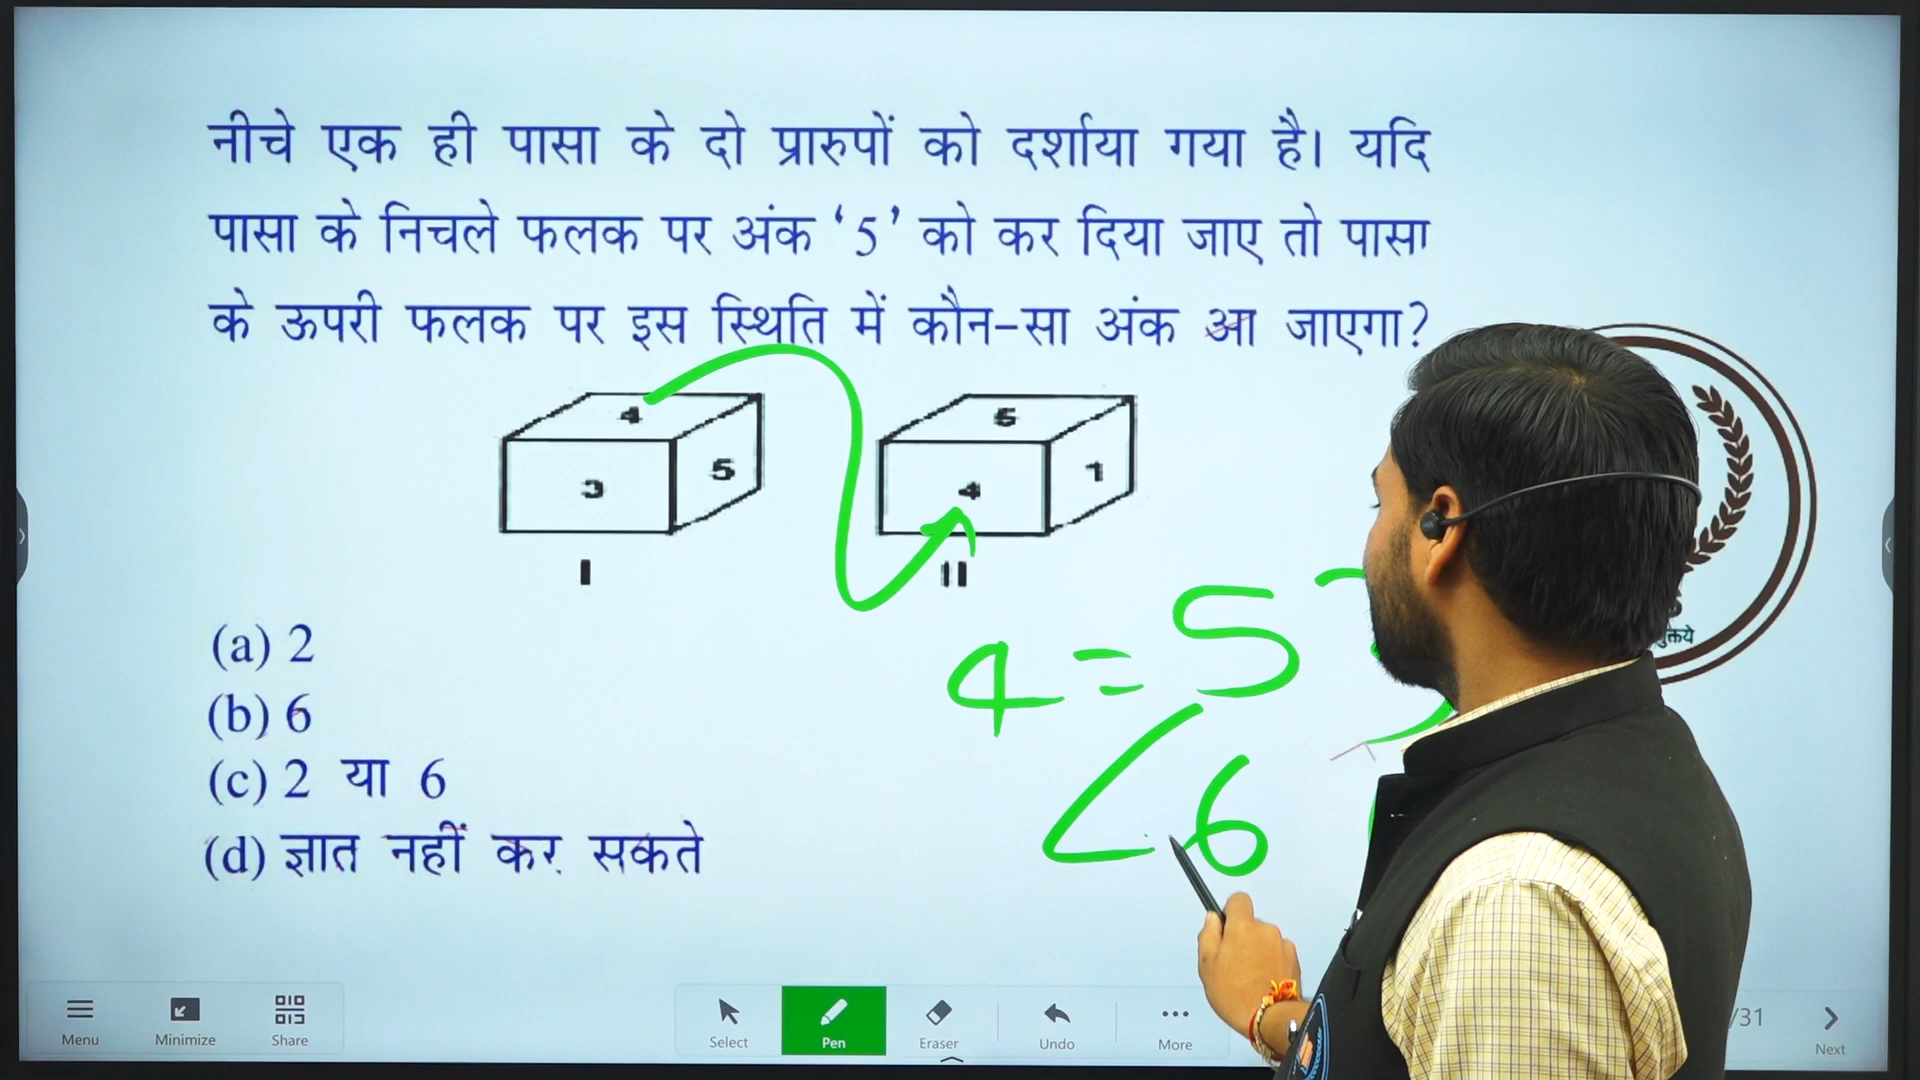 नीचे एक ही पासा के दो प्रारुपों को दर्शाया गया है। यदि
पासा के निचले फलक पर अंक ‘5’ को कर दिया जाए तो पासा
के ऊपरी फलक पर इस स्थिति में कौन-सा अंक आ जाएगा?
4
3
5
I
5
4
1
II
(a) 2
(b) 6
(c) 2 या 6
(d) ज्ञात नहीं कर सकते
4 = 5
6
Menu
Minimize
Share
Select
Pen
Eraser
Undo
More
/31
Next